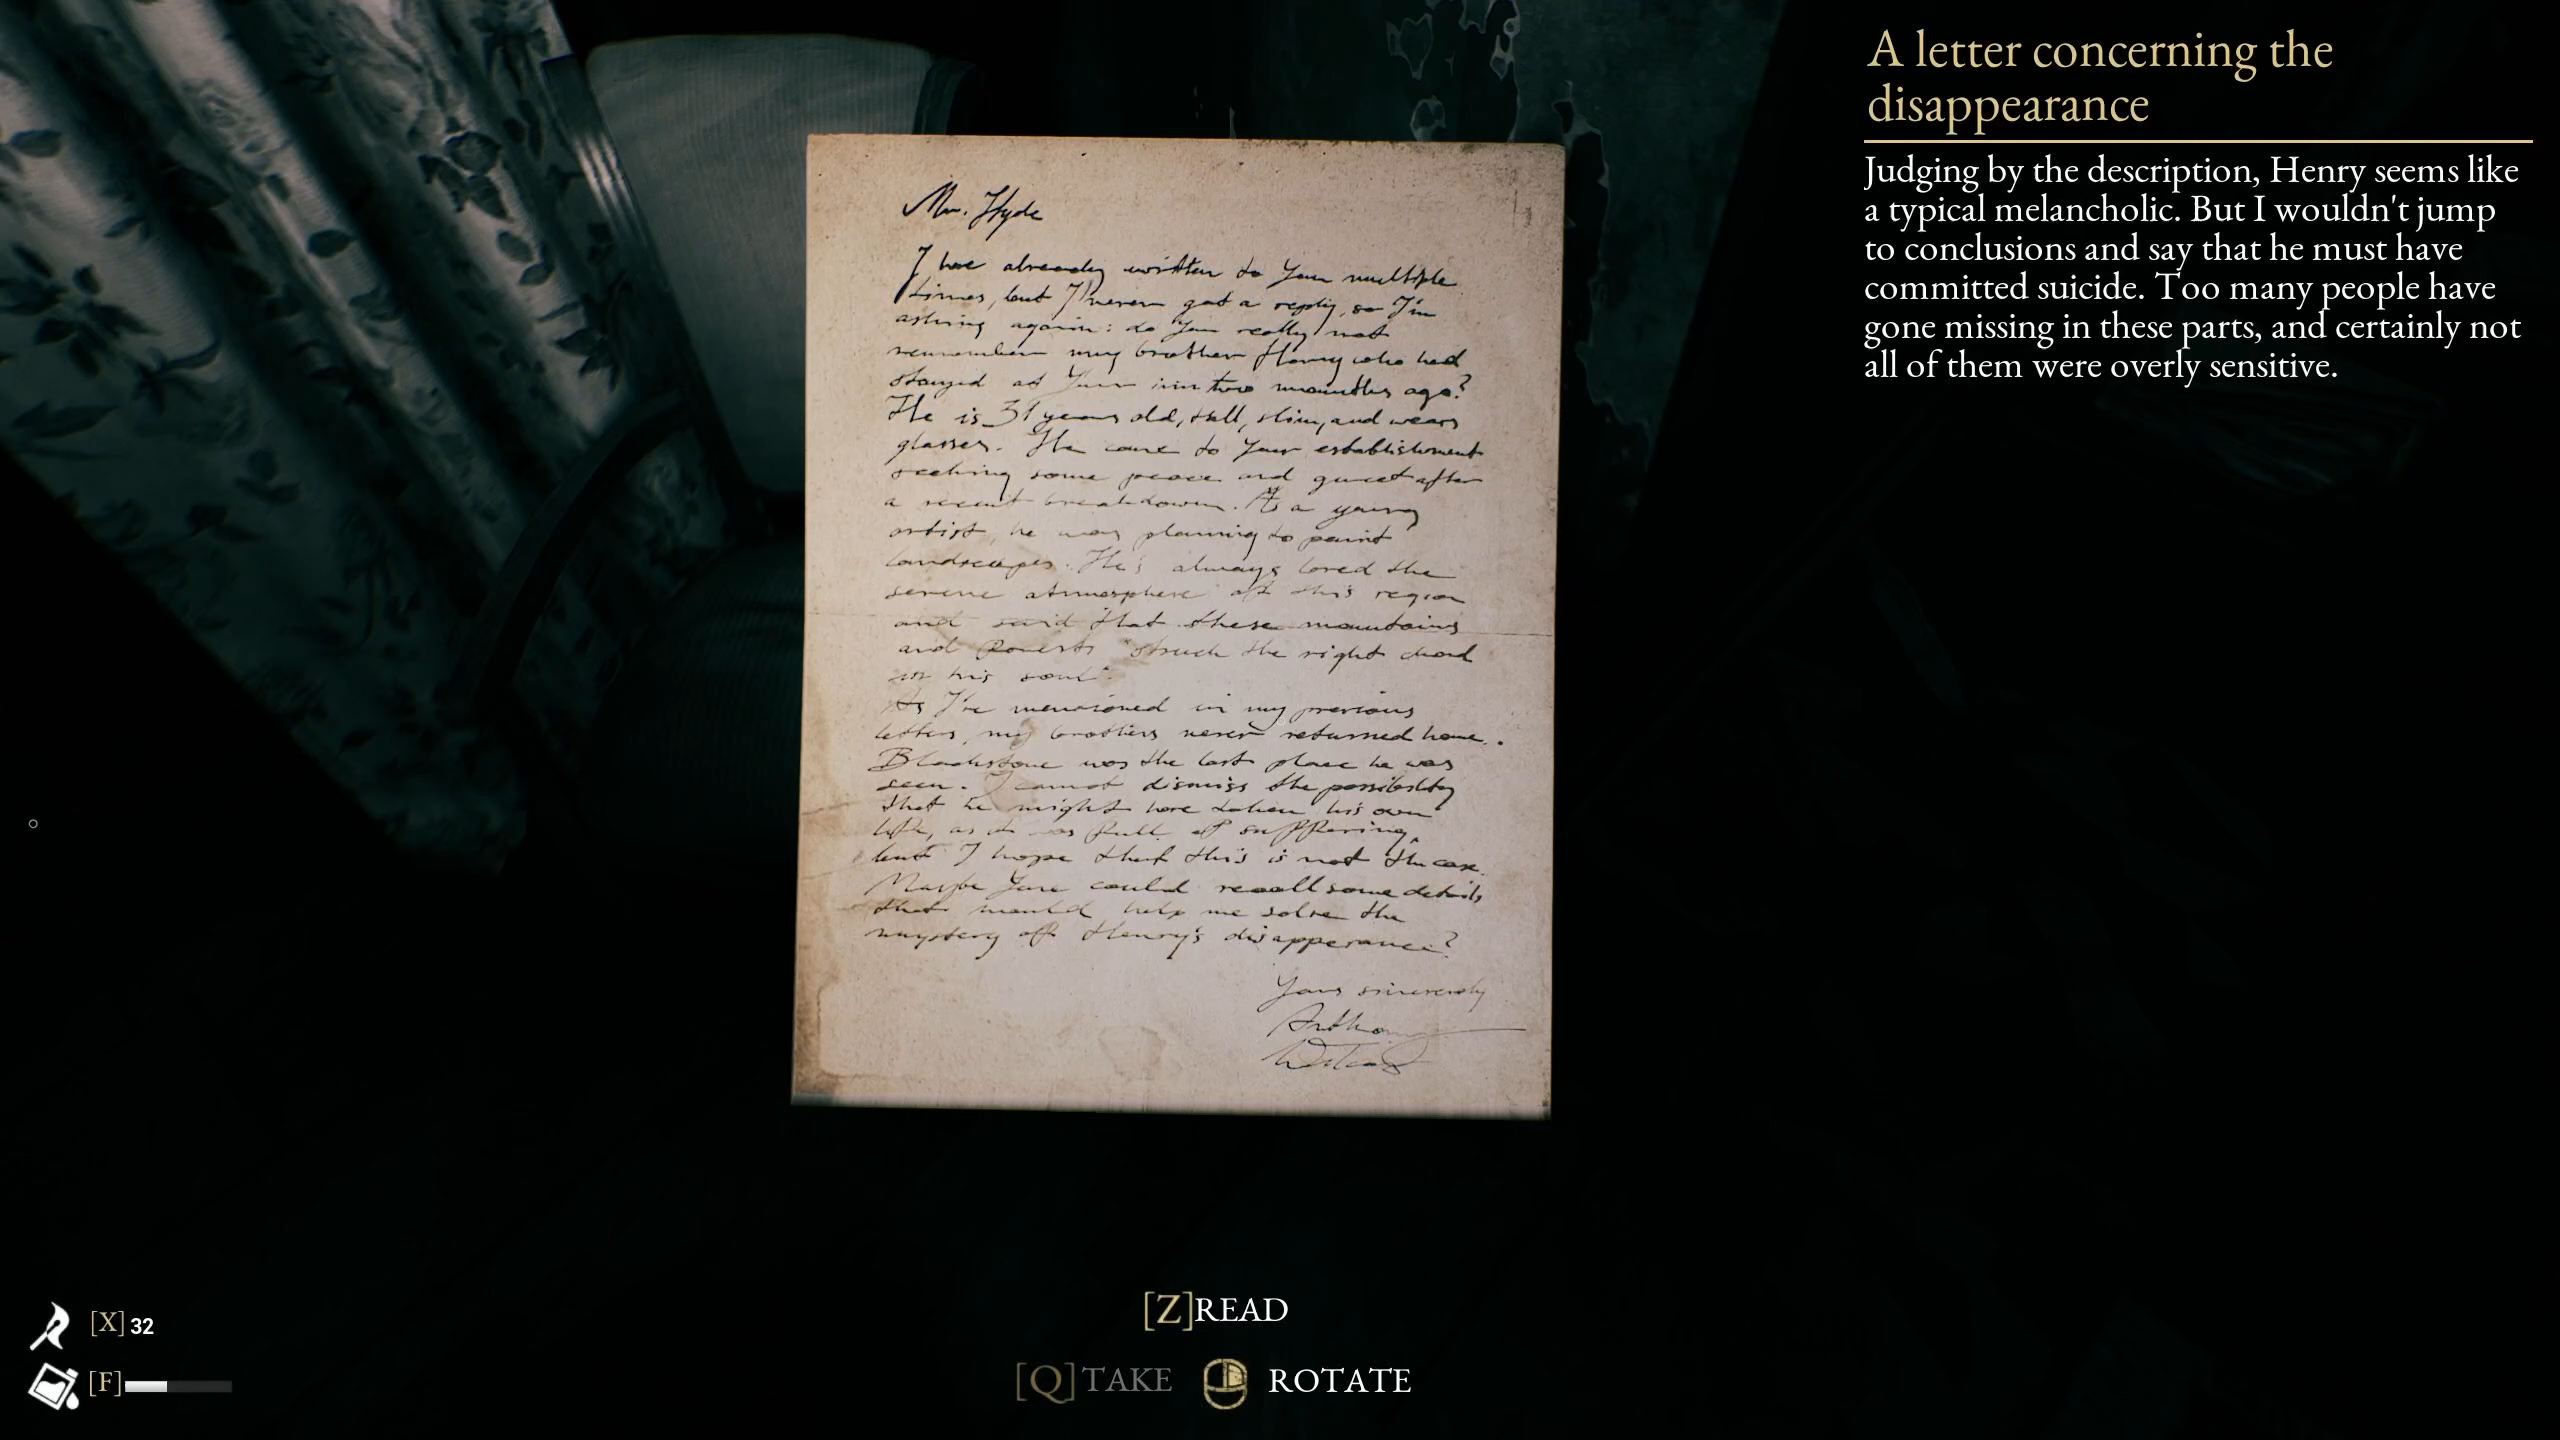 Mr. Hyde
I have already written to Your multiple
times, but I never got a reply, so I'm
asking again: do You really not
remember my brother Henry who had
stayed at Your inn two months ago?
He is 31 years old, tall, slim, and wears
glasses. He came to Your establishment
seeking some peace and quiet after
a recent breakdown. As a young
artist, he was planning to paint
landscapes. He's always loved the
serene atmosphere of this region
and said that these mountains
and forests "struck the right chord
in his soul".
As I've mentioned in my previous
letters, my brothers never returned home.
Blackstone was the last place he was
seen. I cannot dismiss the possibility
that he might have taken his own
life, as it was full of suffering,
but I hope that this is not the case.
Maybe You could recall some details
that would help me solve the
mystery of Henry's disapperance?
Yours sincerely
Anthony
A letter concerning the
disappearance
Judging by the description, Henry seems like
a typical melancholic. But I wouldn't jump
to conclusions and say that he must have
committed suicide. Too many people have
gone missing in these parts, and certainly not
all of them were overly sensitive.
[X] 32
[F]
[Z]READ
[Q]TAKE ROTATE